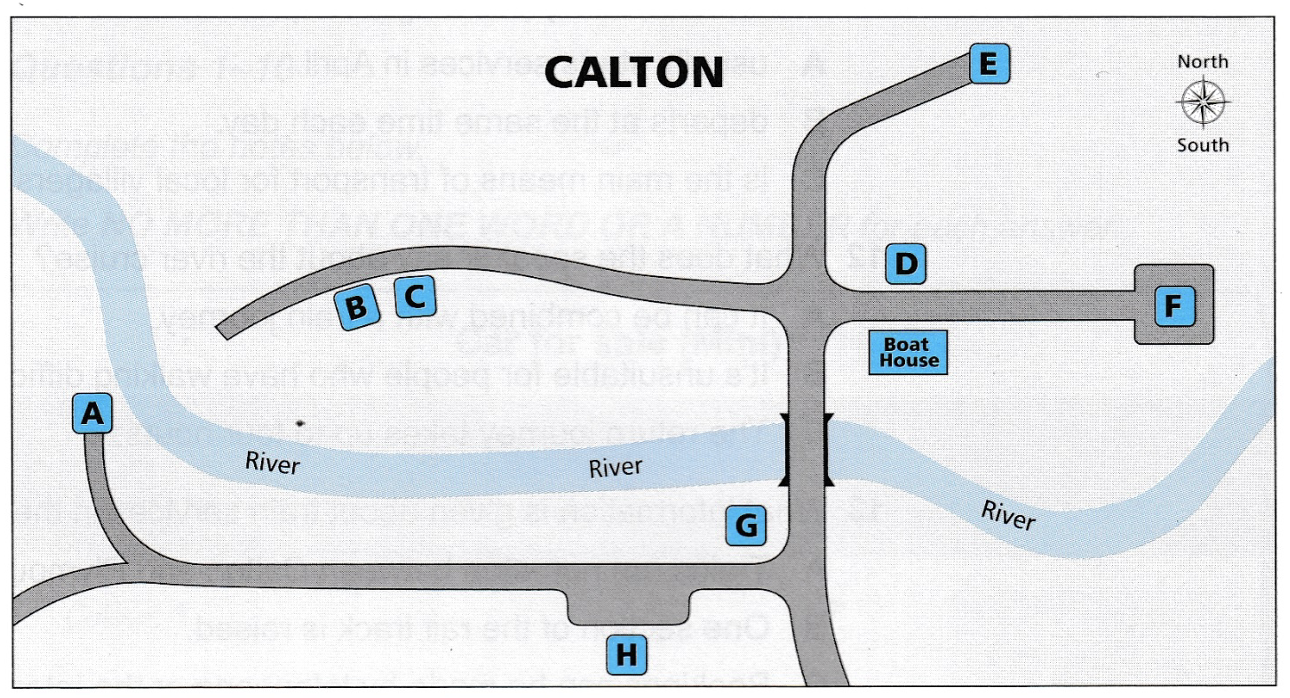 CALTON
E
North
South
D
B
C
F
Boat
House
A
River
River
River
G
H